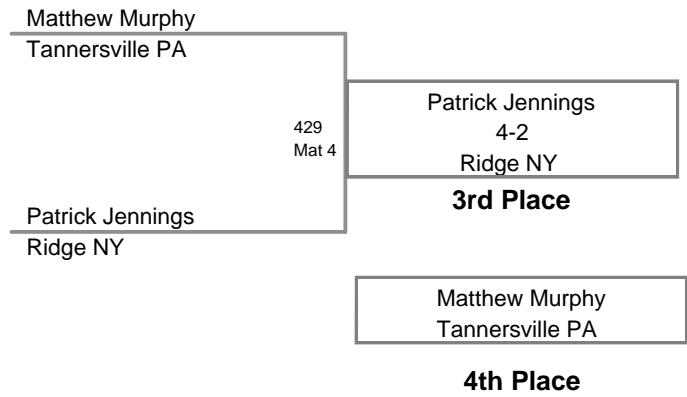 Matthew Murphy
Tannersville PA
429
Mat 4
Patrick Jennings
4-2
Ridge NY
3rd Place
Patrick Jennings
Ridge NY
Matthew Murphy
Tannersville PA
4th Place